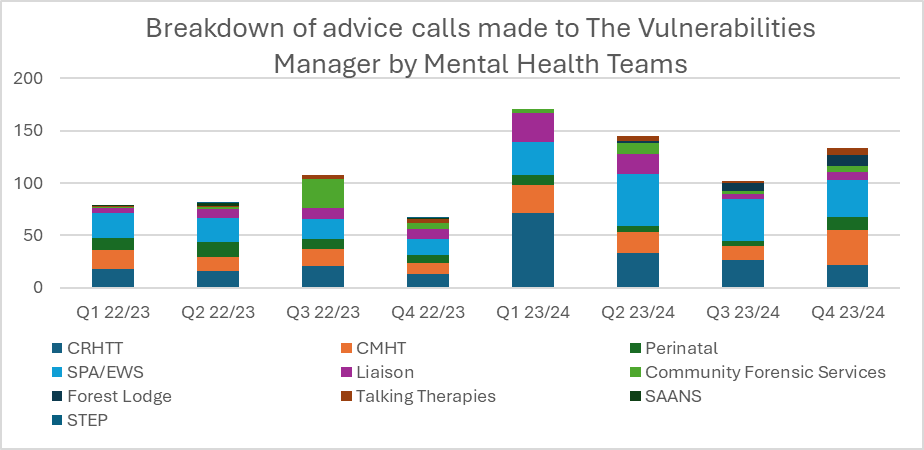 Breakdown of advice calls made to The Vulnerabilities
Manager by Mental Health Teams
200
150
100
50
0
Q1 22/23 Q2 22/23 Q3 22/23 Q4 22/23 Q1 23/24 Q2 23/24 Q3 23/24 Q4 23/24
CRHTT CMHT Perinatal
SPA/EWS Liaison Community Forensic Services
Forest Lodge Talking Therapies SAANS
STEP